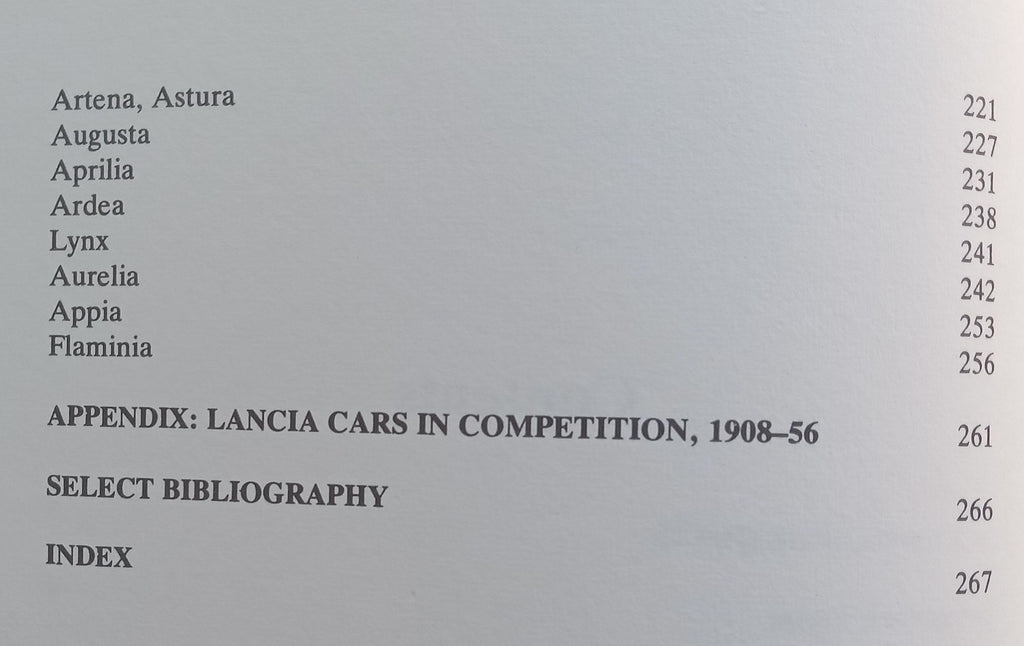 Artena, Astura 221
Augusta 227
Aprilia 231
Ardea 238
Lynx 241
Aurelia 242
Appia 253
Flaminia 256
APPENDIX: LANCIA CARS IN COMPETITION, 1908–56 261
SELECT BIBLIOGRAPHY 266
INDEX 267